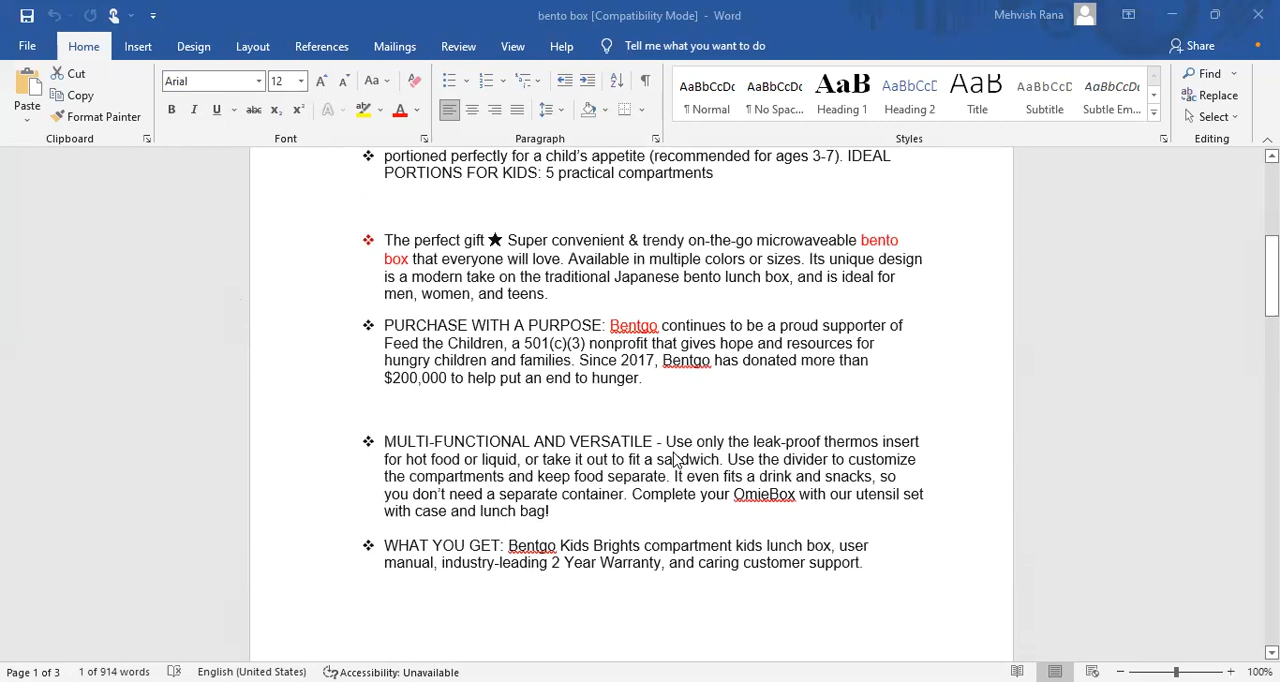 bento box [Compatibility Mode] - Word
Mehvish Rana
File Home Insert Design Layout References Mailings Review View Help Tell me what you want to do Share
Paste
Cut
Copy
Format Painter
Clipboard
Arial 12
Aa
B I U abc x₂ x² A A
Font
Paragraph
AaBbCcDc AaBbCcDc AaB AaBbCcD AaB AaBbCcDc AaBbCcDc
¶ Normal ¶ No Spac... Heading 1 Heading 2 Title Subtitle Subtle Em...
Styles
Find
Replace
Select
Editing
❖ portioned perfectly for a child's appetite (recommended for ages 3-7). IDEAL
PORTIONS FOR KIDS: 5 practical compartments
❖ The perfect gift ★ Super convenient & trendy on-the-go microwaveable bento
box that everyone will love. Available in multiple colors or sizes. Its unique design
is a modern take on the traditional Japanese bento lunch box, and is ideal for
men, women, and teens.
❖ PURCHASE WITH A PURPOSE: Bentgo continues to be a proud supporter of
Feed the Children, a 501(c)(3) nonprofit that gives hope and resources for
hungry children and families. Since 2017, Bentgo has donated more than
$200,000 to help put an end to hunger.
❖ MULTI-FUNCTIONAL AND VERSATILE - Use only the leak-proof thermos insert
for hot food or liquid, or take it out to fit a sandwich. Use the divider to customize
the compartments and keep food separate. It even fits a drink and snacks, so
you don't need a separate container. Complete your OmieBox with our utensil set
with case and lunch bag!
❖ WHAT YOU GET: Bentgo Kids Brights compartment kids lunch box, user
manual, industry-leading 2 Year Warranty, and caring customer support.
Page 1 of 3 1 of 914 words English (United States) Accessibility: Unavailable 100%